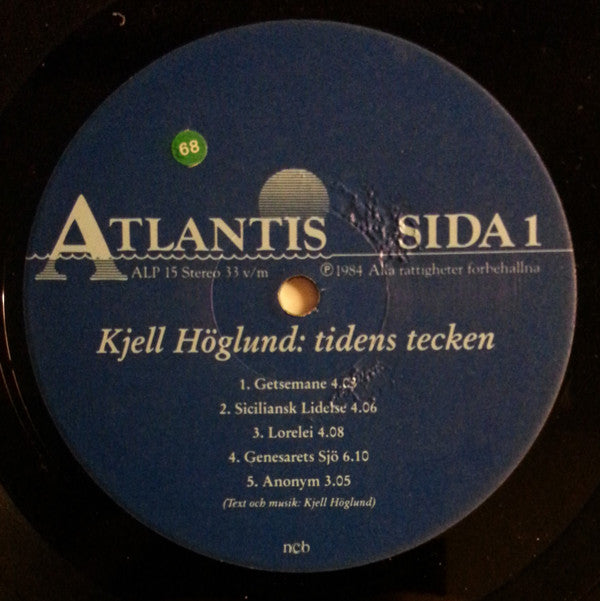 68
ATLANTIS SIDA 1
ALP 15 Stereo 33 v/m ℗ 1984 Alla rättigheter förbehållna
Kjell Höglund: tidens tecken
1. Getsemane 4.03
2. Siciliansk Lidelse 4.06
3. Lorelei 4.08
4. Genesarets Sjö 6.10
5. Anonym 3.05
(Text och musik: Kjell Höglund)
ncb